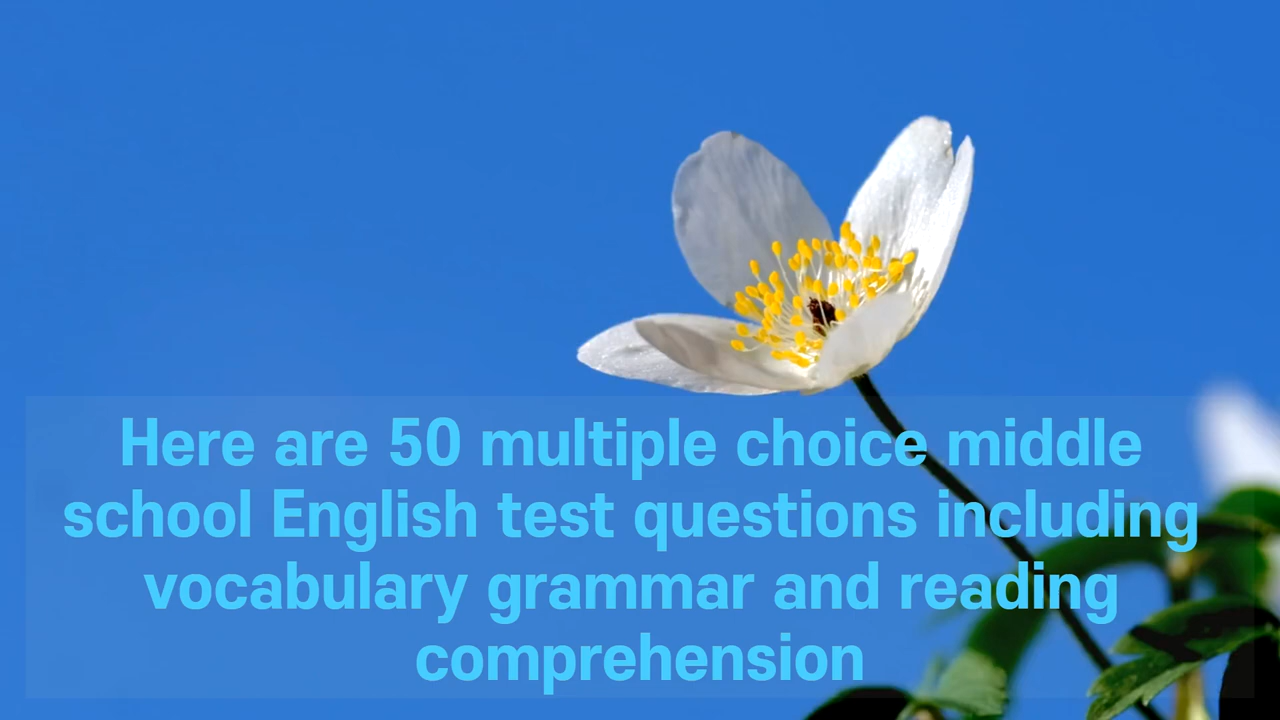 Here are 50 multiple choice middle
school English test questions including
vocabulary grammar and reading
comprehension